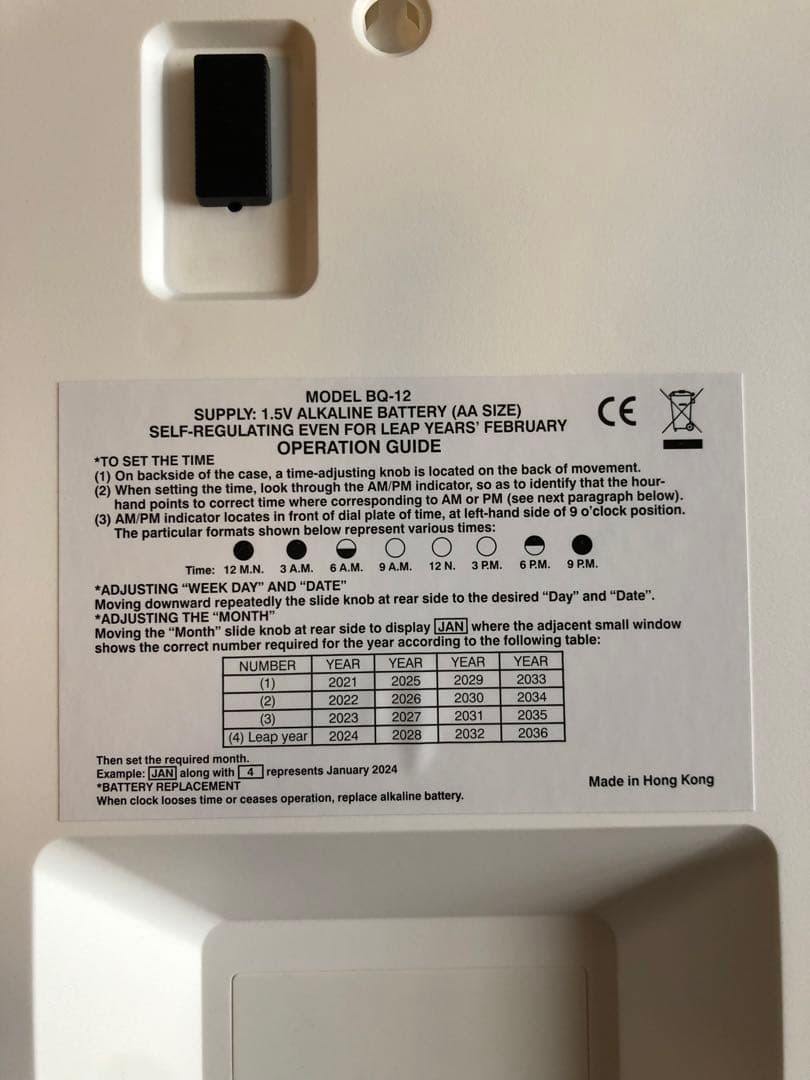 MODEL BQ-12
SUPPLY: 1.5V ALKALINE BATTERY (AA SIZE)
SELF-REGULATING EVEN FOR LEAP YEARS' FEBRUARY
OPERATION GUIDE
CE
*TO SET THE TIME
(1) On backside of the case, a time-adjusting knob is located on the back of movement.
(2) When setting the time, look through the AM/PM indicator, so as to identify that the hour-
hand points to correct time where corresponding to AM or PM (see next paragraph below).
(3) AM/PM indicator locates in front of dial plate of time, at left-hand side of 9 o'clock position.
The particular formats shown below represent various times:
Time: 12 M.N. 3 A.M. 6 A.M. 9 A.M. 12 N. 3 P.M. 6 P.M. 9 P.M.
*ADJUSTING "WEEK DAY" AND "DATE"
Moving downward repeatedly the slide knob at rear side to the desired "Day" and "Date".
*ADJUSTING THE "MONTH"
Moving the "Month" slide knob at rear side to display JAN where the adjacent small window
shows the correct number required for the year according to the following table:
NUMBER YEAR YEAR YEAR YEAR
(1) 2021 2025 2029 2033
(2) 2022 2026 2030 2034
(3) 2023 2027 2031 2035
(4) Leap year 2024 2028 2032 2036
Then set the required month.
Example: JAN along with 4 represents January 2024
*BATTERY REPLACEMENT
When clock looses time or ceases operation, replace alkaline battery.
Made in Hong Kong